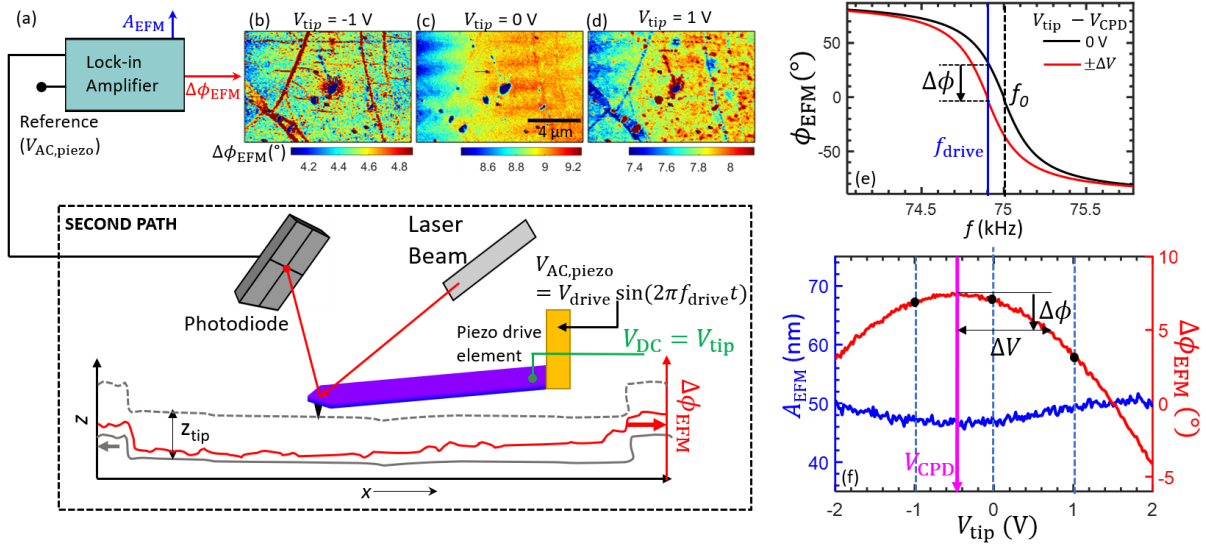 (a)
A_EFM
Lock-in
Amplifier
Δϕ_EFM
Reference
(V_AC,piezo)
(b) V_tip = -1 V
(c) V_tip = 0 V
(d) V_tip = 1 V
4 µm
Δϕ_EFM(°)
4.2 4.4 4.6 4.8
8.6 8.8 9 9.2
7.4 7.6 7.8 8
SECOND PATH
Laser
Beam
Photodiode
V_AC,piezo
= V_drive sin(2πf_drive t)
Piezo drive
element
V_DC = V_tip
z
z_tip
Δϕ_EFM
x
ϕ_EFM(°)
50
0
-50
V_tip − V_CPD
0 V
±ΔV
Δϕ
f_0
f_drive
(e)
74.5 75 75.5
f (kHz)
A_EFM (nm)
70
60
50
40
Δϕ
ΔV
V_CPD
(f)
10
5
0
-5
Δϕ_EFM (°)
-2 -1 0 1 2
V_tip (V)